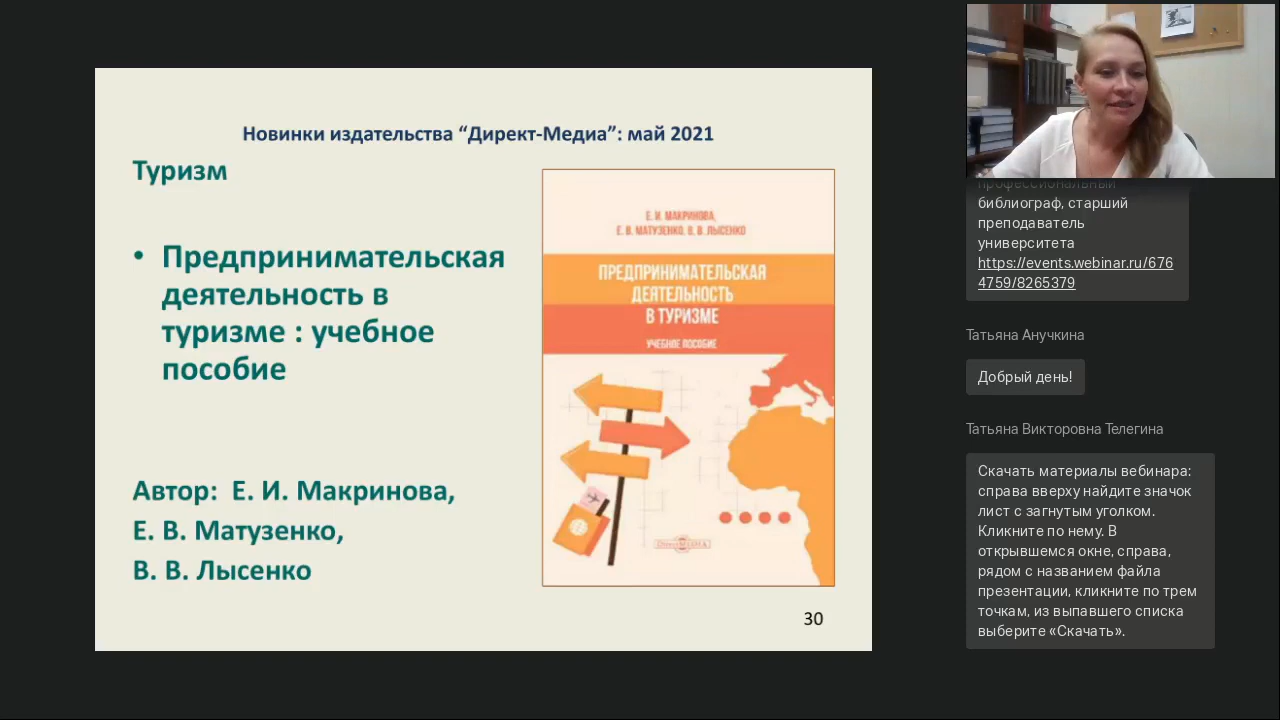 Новинки издательства “Директ-Медиа”: май 2021
Туризм
• Предпринимательская
деятельность в
туризме : учебное
пособие
Автор: Е. И. Макринова,
Е. В. Матузенко,
В. В. Лысенко
Е. И. МАКРИНОВА,
Е. В. МАТУЗЕНКО, В. В. ЛЫСЕНКО
ПРЕДПРИНИМАТЕЛЬСКАЯ
ДЕЯТЕЛЬНОСТЬ
В ТУРИЗМЕ
УЧЕБНОЕ ПОСОБИЕ
30
профессиональный
библиограф, старший
преподаватель
университета
https://events.webinar.ru/676
4759/8265379
Татьяна Анучкина
Добрый день!
Татьяна Викторовна Телегина
Скачать материалы вебинара:
справа вверху найдите значок
лист с загнутым уголком.
Кликните по нему. В
открывшемся окне, справа,
рядом с названием файла
презентации, кликните по трем
точкам, из выпавшего списка
выберите «Скачать».